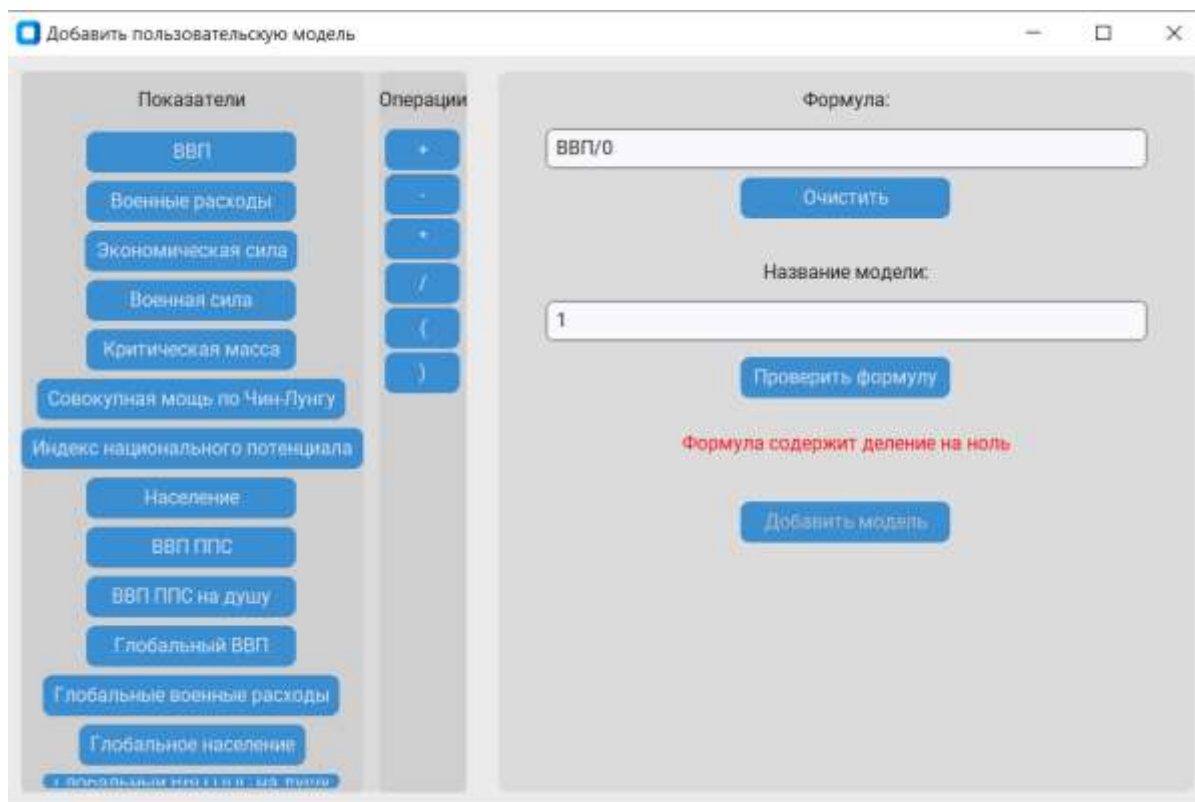 Добавить пользовательскую модель
Показатели
ВВП
Военные расходы
Экономическая сила
Военная сила
Критическая масса
Совокупная мощь по Чин-Лунгу
Индекс национального потенциала
Население
ВВП ППС
ВВП ППС на душу
Глобальный ВВП
Глобальные военные расходы
Глобальное население
Операции
+
-
*
/
(
)
Формула:
ВВП/0
Очистить
Название модели:
1
Проверить формулу
Формула содержит деление на ноль
Добавить модель